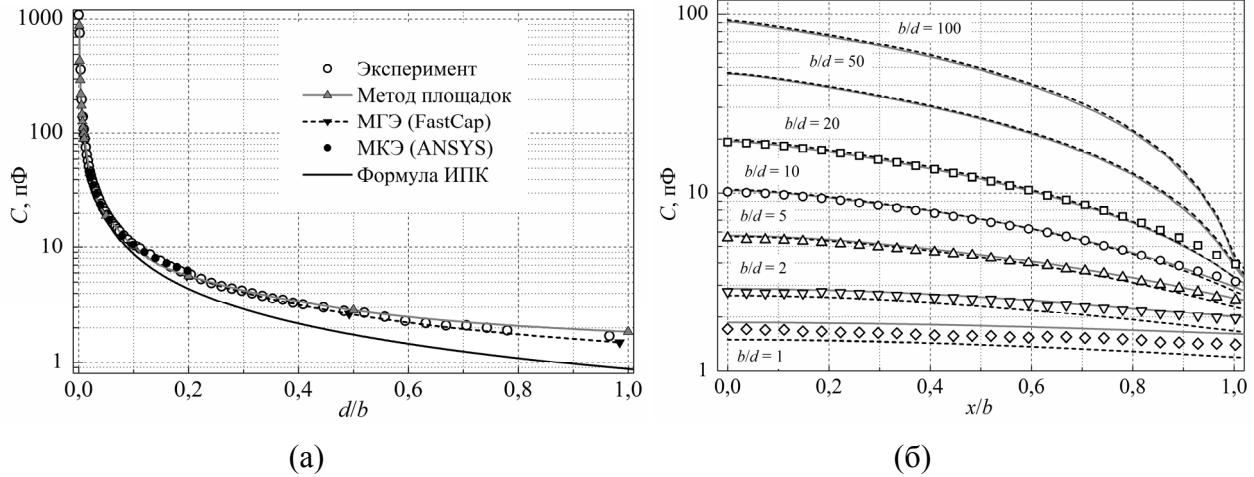 1000
100
10
1
C, пФ
0,0 0,2 0,4 0,6 0,8 1,0
d/b
Эксперимент
Метод площадок
МГЭ (FastCap)
МКЭ (ANSYS)
Формула ИПК
(а)
100
10
1
C, пФ
b/d = 100
b/d = 50
b/d = 20
b/d = 10
b/d = 5
b/d = 2
b/d = 1
0,0 0,2 0,4 0,6 0,8 1,0
x/b
(б)